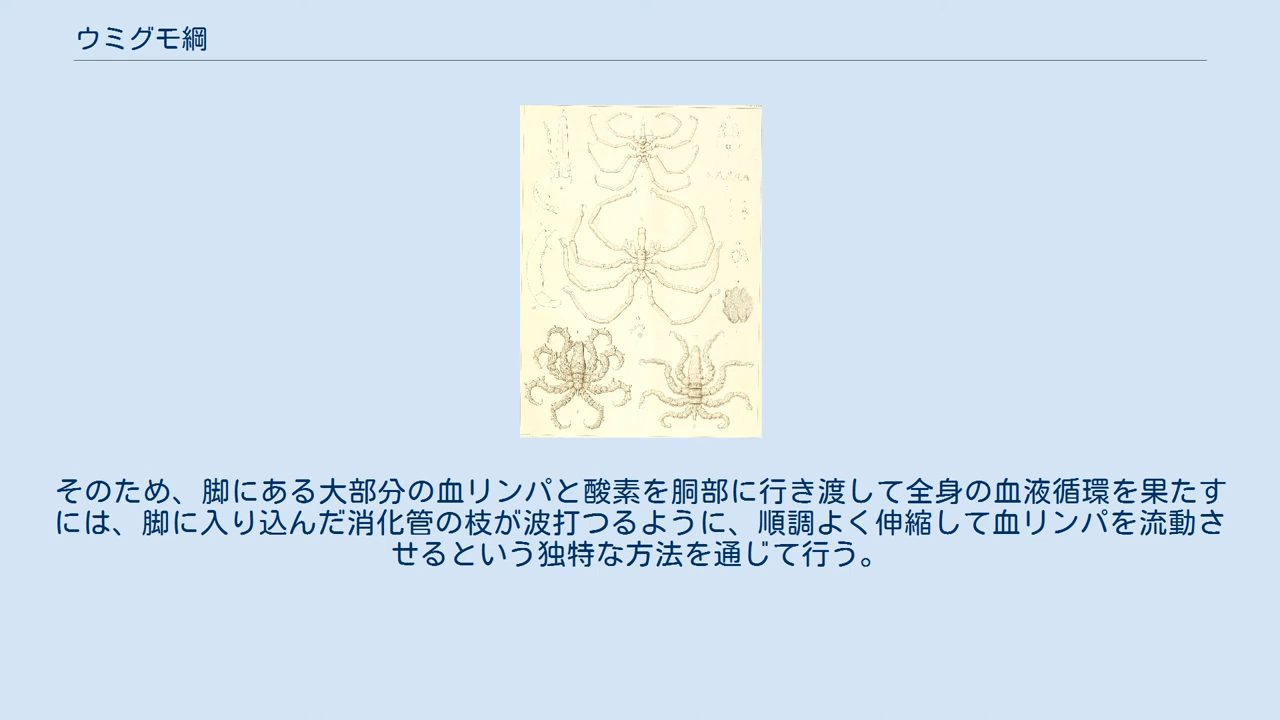 ウミグモ綱
そのため、脚にある大部分の血リンパと酸素を胴部に行き渡して全身の血液循環を果たす
には、脚に入り込んだ消化管の枝が波打つるように、順調よく伸縮して血リンパを流動さ
せるという独特な方法を通じて行う。